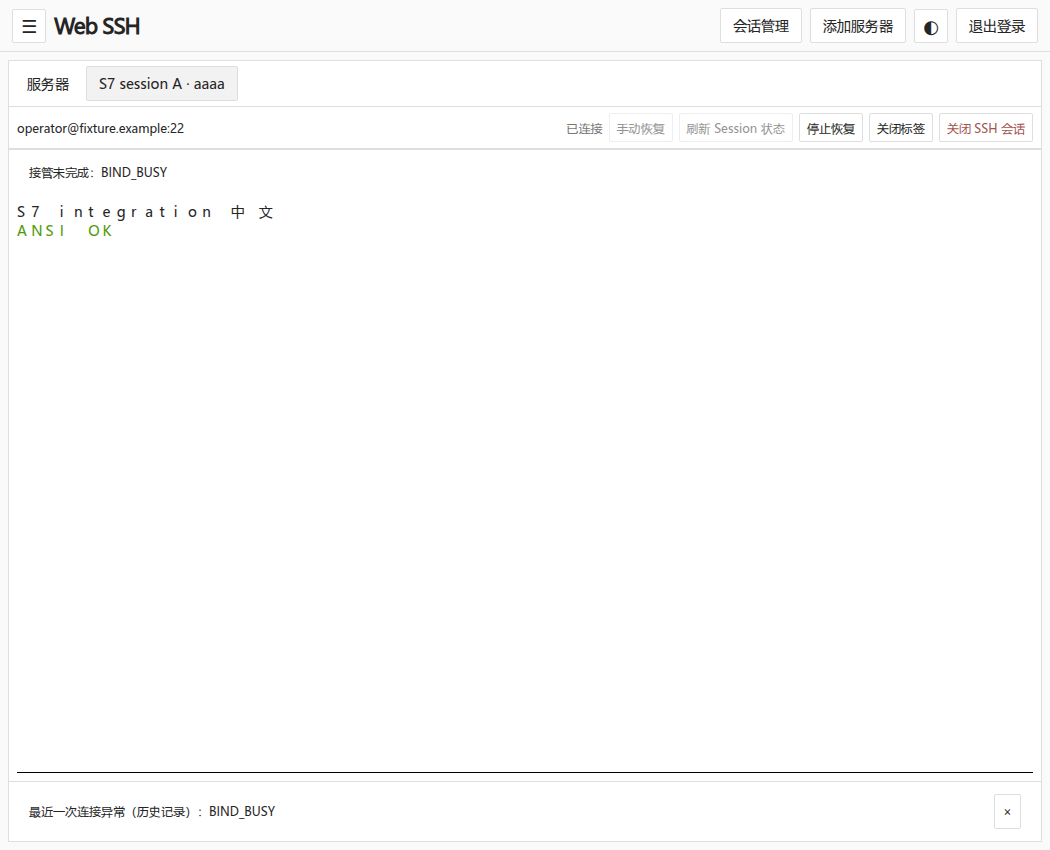 ☰ Web SSH 会话管理 添加服务器 ◐ 退出登录
服务器 S7 session A · aaaa
operator@fixture.example:22 已连接 手动恢复 刷新 Session 状态 停止恢复 关闭标签 关闭 SSH 会话
接管未完成：BIND_BUSY
S7 integration 中文
ANSI OK
最近一次连接异常（历史记录）：BIND_BUSY ×